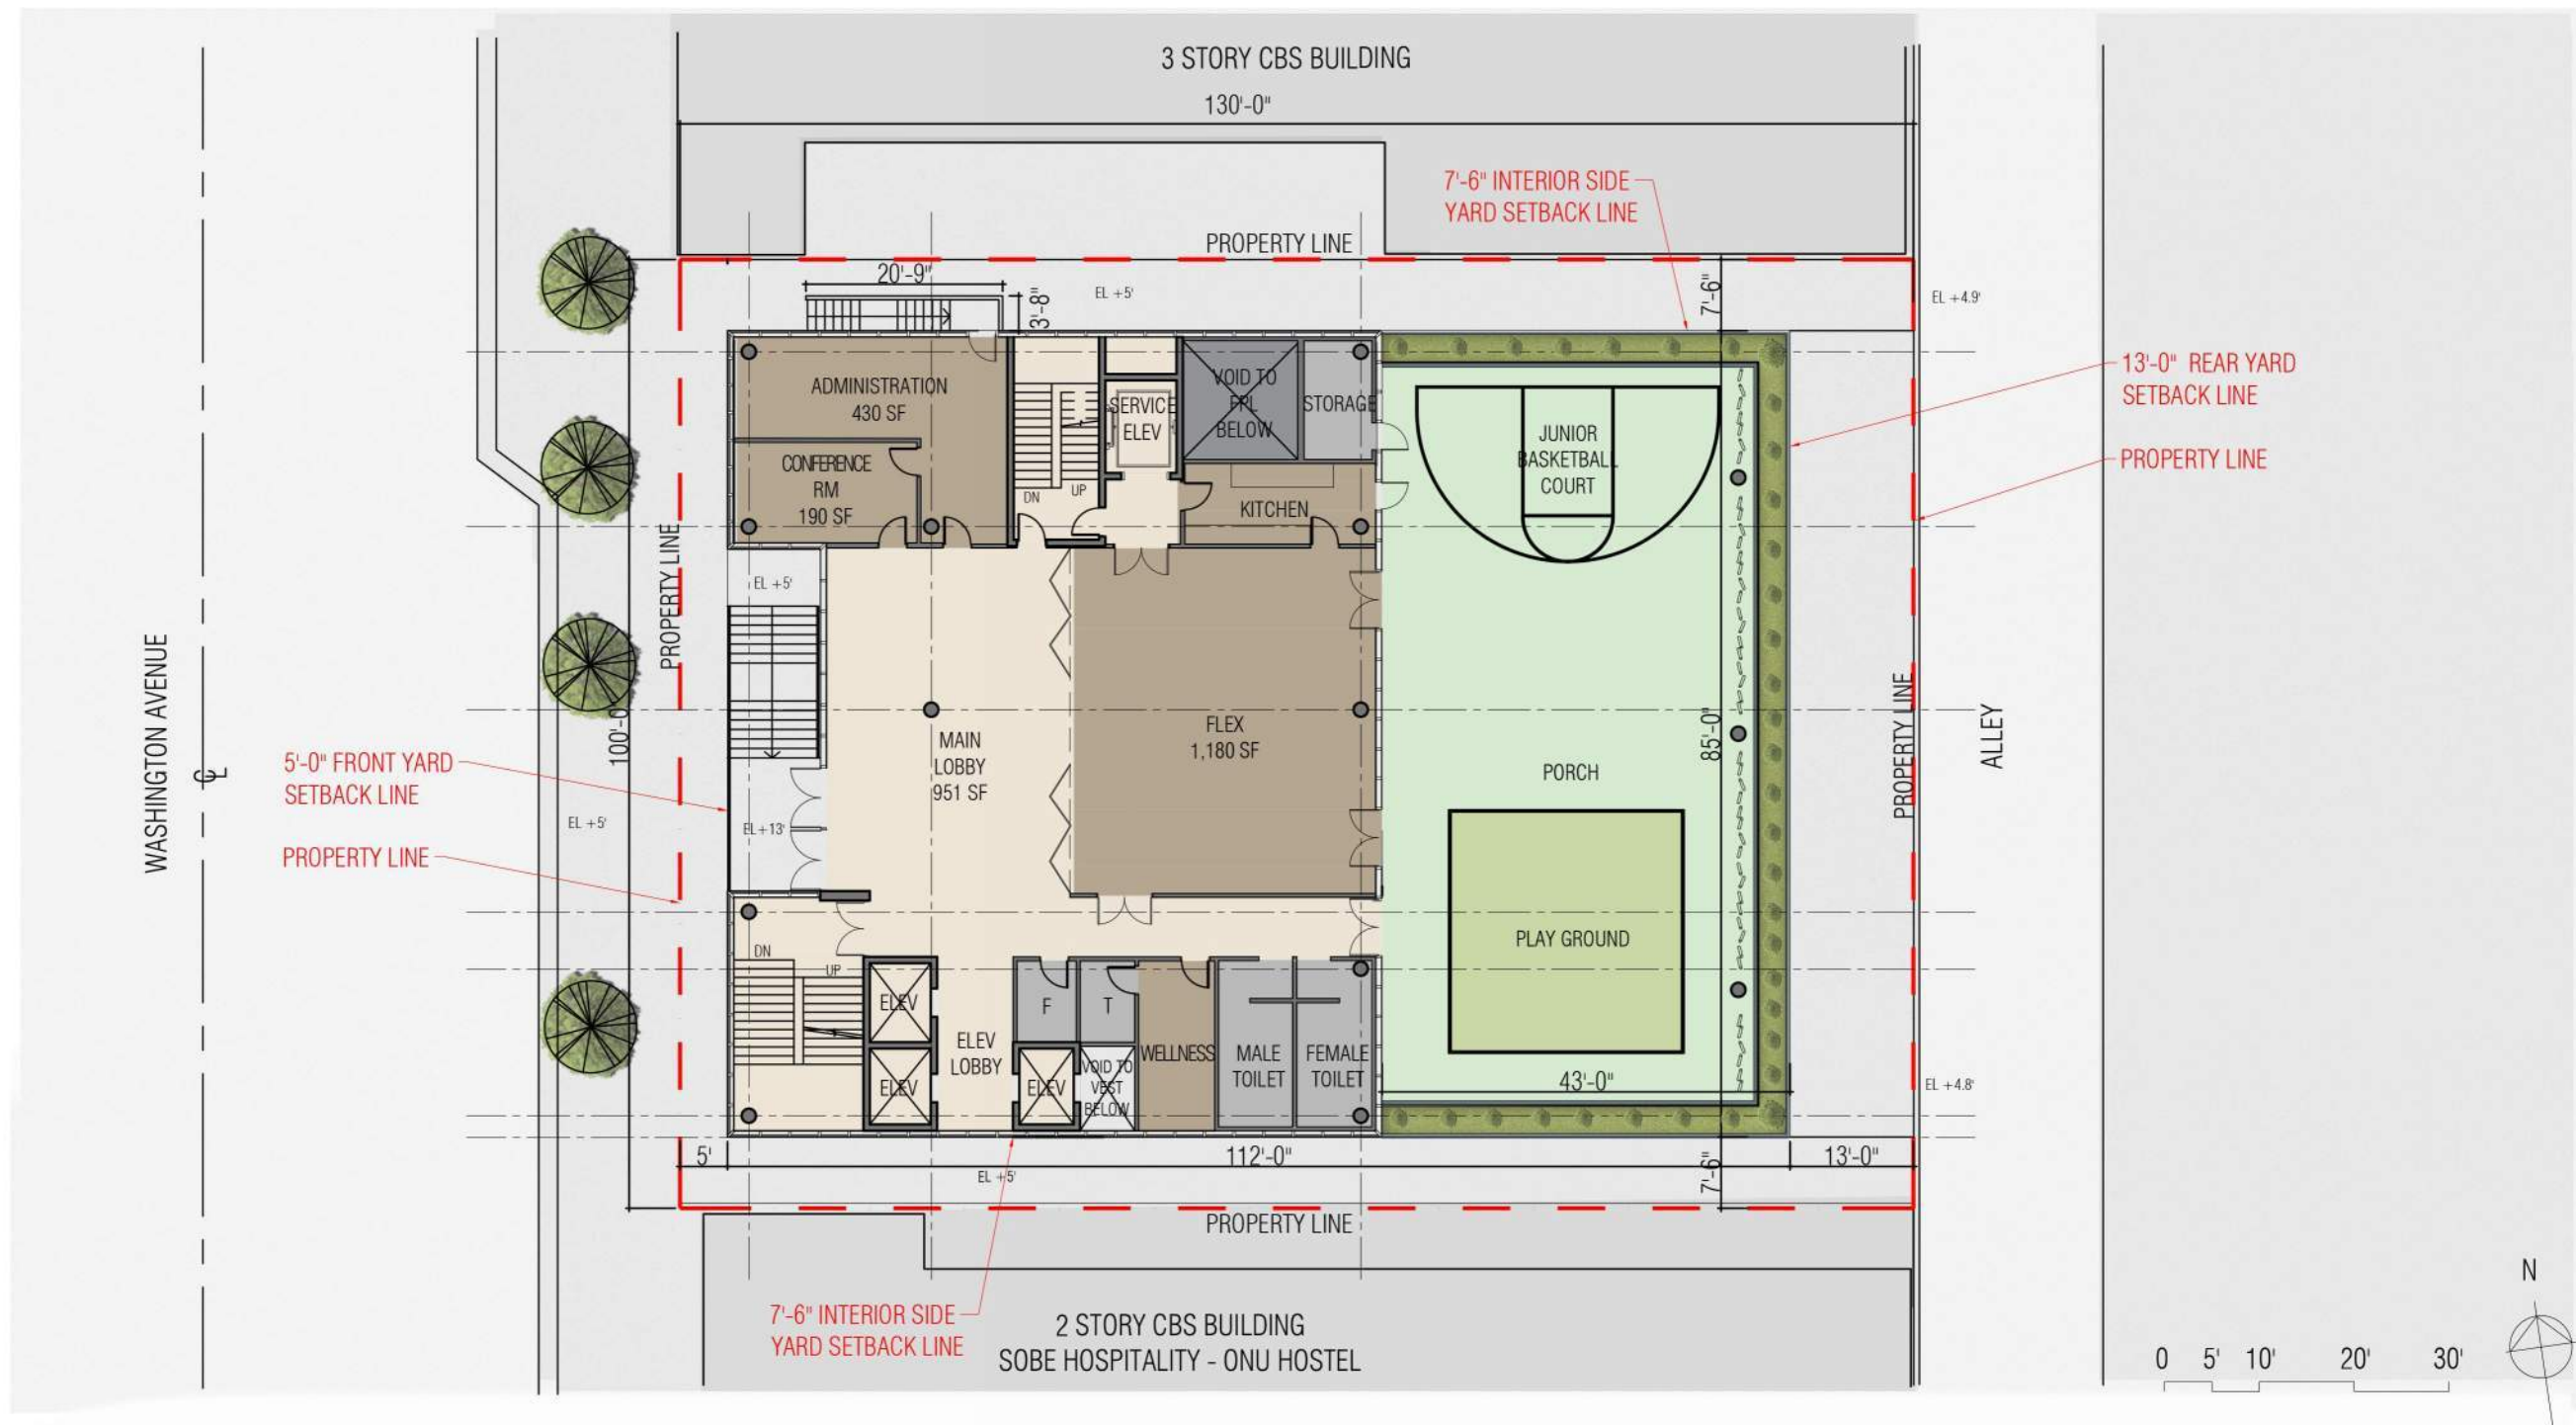 3 STORY CBS BUILDING
130'-0"
7'-6" INTERIOR SIDE
YARD SETBACK LINE
PROPERTY LINE
20'-9"
3'-8"
EL +5'
7'-6"
EL +4.9'
13'-0" REAR YARD
SETBACK LINE
PROPERTY LINE
ADMINISTRATION
430 SF
CONFERENCE
RM
190 SF
DN
UP
SERVICE
ELEV
VOID TO
FPL
BELOW
STORAGE
KITCHEN
JUNIOR
BASKETBALL
COURT
PROPERTY LINE
EL +5'
WASHINGTON AVENUE
100'-0"
5'-0" FRONT YARD
SETBACK LINE
PROPERTY LINE
EL +5'
EL +13'
MAIN
LOBBY
951 SF
FLEX
1,180 SF
PORCH
85'-0"
PROPERTY LINE
ALLEY
PLAY GROUND
DN
UP
ELEV
ELEV
ELEV
LOBBY
F
T
ELEV
VOID TO
VEST
BELOW
WELLNESS
MALE
TOILET
FEMALE
TOILET
43'-0"
EL +4.8'
5'
112'-0"
13'-0"
EL +5'
7'-6"
PROPERTY LINE
7'-6" INTERIOR SIDE
YARD SETBACK LINE
2 STORY CBS BUILDING
SOBE HOSPITALITY - ONU HOSTEL
N
0 5' 10' 20' 30'